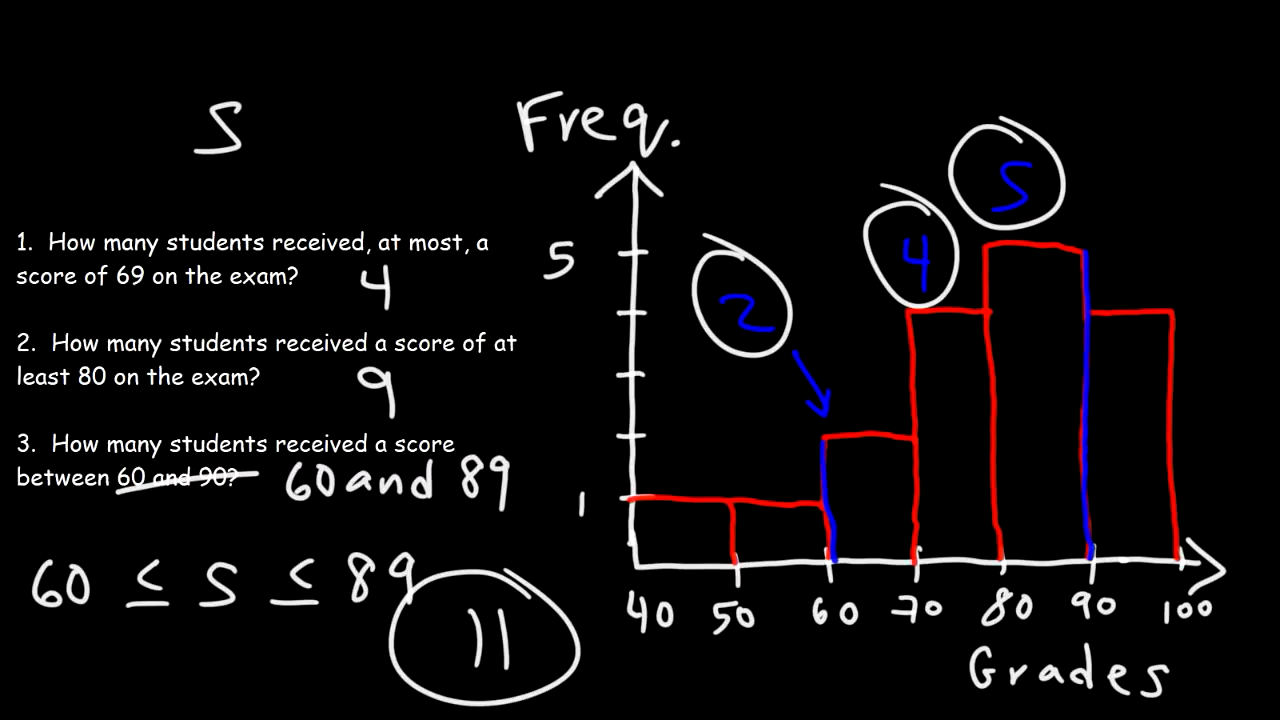 S
1. How many students received, at most, a
score of 69 on the exam?
4
2. How many students received a score of at
least 80 on the exam?
9
3. How many students received a score
between 60 and 90? 60 and 89
60 ≤ S ≤ 89
11
Freq.
5
1
2
4
5
40 50 60 70 80 90 100
Grades